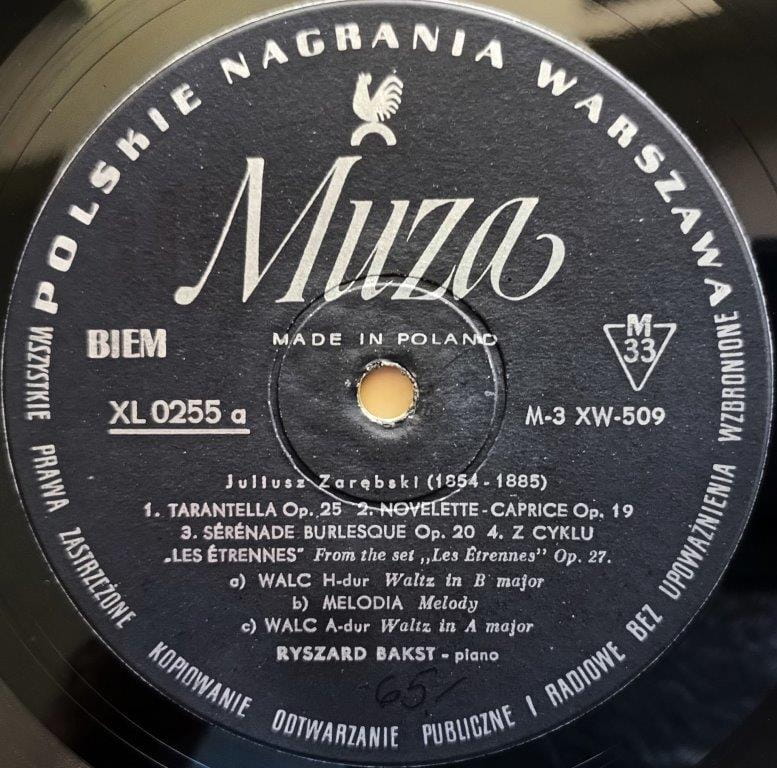 POLSKIE NAGRANIA WARSZAWA
Muza
MADE IN POLAND
BIEM
M
33
XL 0255 a
M-3 XW-509
Juliusz Zarębski (1854-1885)
1. TARANTELLA Op. 25 2. NOVELETTE-CAPRICE Op. 19
3. SÉRÉNADE BURLESQUE Op. 20 4. Z CYKLU
„LES ÉTRENNES” From the set „Les Étrennes” Op. 27.
a) WALC H-dur Waltz in B major
b) MELODIA Melody
c) WALC A-dur Waltz in A major
RYSZARD BAKST - piano
65/-
WSZYSTKIE PRAWA ZASTRZEŻONE KOPIOWANIE ODTWARZANIE PUBLICZNE I RADIOWE BEZ UPOWAŻNIENIA WZBRONIONE